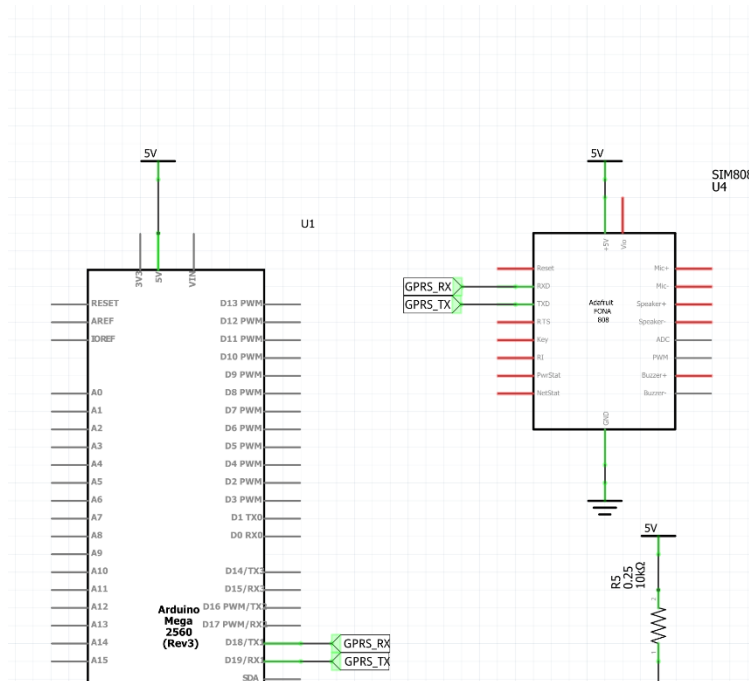 5V
U1
3V3
5V
VIN
RESET
AREF
IOREF
A0
A1
A2
A3
A4
A5
A6
A7
A8
A9
A10
A11
A12
A13
A14
A15
D13 PWM
D12 PWM
D11 PWM
D10 PWM
D9 PWM
D8 PWM
D7 PWM
D6 PWM
D5 PWM
D4 PWM
D3 PWM
D1 TX0
D0 RX0
D14/TX3
D15/RX3
D16 PWM/TX
D17 PWM/RX
D18/TX1
D19/RX1
SDA
Arduino
Mega
2560
(Rev3)
GPRS_RX
GPRS_TX
5V
SIM808
U4
+5V
Vio
GPRS_RX
GPRS_TX
Reset
RXD
TXD
RTS
Key
RI
PwrStat
NetStat
Adafruit
FONA
808
Mic+
Mic-
Speaker+
Speaker-
ADC
PWM
Buzzer+
Buzzer-
GND
5V
R5
0.25
10kΩ
2
1